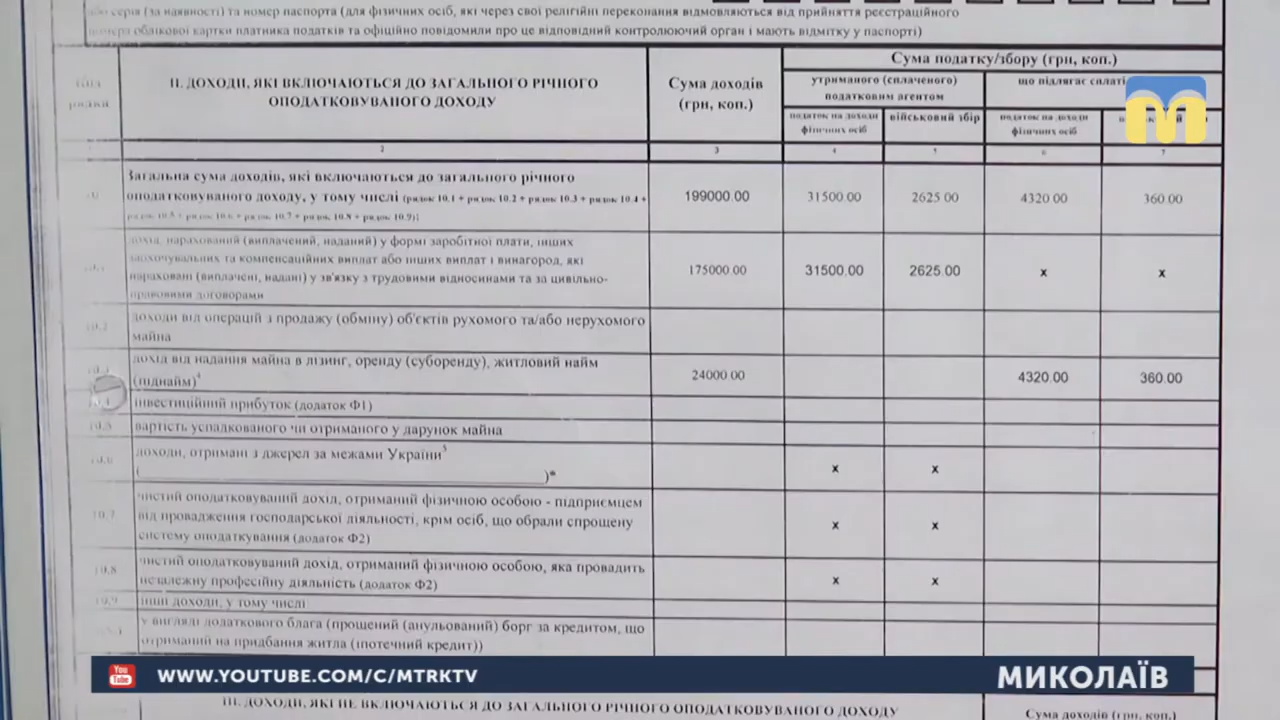 серія (за наявності) та номер паспорта (для фізичних осіб, які через свої релігійні переконання відмовляються від прийняття реєстраційного
номера облікової картки платника податків та офіційно повідомили про це відповідний контролюючий орган і мають відмітку у паспорті)
Код рядка
ІІ. ДОХОДИ, ЯКІ ВКЛЮЧАЮТЬСЯ ДО ЗАГАЛЬНОГО РІЧНОГО
ОПОДАТКОВУВАНОГО ДОХОДУ
Сума доходів
(грн, коп.)
Сума податку/збору (грн, коп.)
утриманого (сплаченого)
податковим агентом
що підлягає сплаті
податок на доходи
фізичних осіб
військовий збір
податок на доходи
фізичних осіб
2 3 4 5 6 7
Загальна сума доходів, які включаються до загального річного
оподатковуваного доходу, у тому числі (рядок 10.1 + рядок 10.2 + рядок 10.3 + рядок 10.4 +
рядок 10.5 + рядок 10.6 + рядок 10.7 + рядок 10.8 + рядок 10.9):
199000.00 31500.00 2625.00 4320.00 360.00
дохід, нарахований (виплачений, наданий) у формі заробітної плати, інших
заохочувальних та компенсаційних виплат або інших виплат і винагород, які
нараховані (виплачені, надані) у зв'язку з трудовими відносинами та за цивільно-
правовими договорами
175000.00 31500.00 2625.00 x x
10.2
доходи від операцій з продажу (обміну) об'єктів рухомого та/або нерухомого
майна
10.3
дохід від надання майна в лізинг, оренду (суборенду), житловий найм
(піднайм)⁴
24000.00 4320.00 360.00
10.4 інвестиційний прибуток (додаток Ф1)
10.5 вартість успадкованого чи отриманого у дарунок майна
10.6 доходи, отримані з джерел за межами України⁵
(____________________)*
x x
10.7
чистий оподатковуваний дохід, отриманий фізичною особою - підприємцем
від провадження господарської діяльності, крім осіб, що обрали спрощену
систему оподаткування (додаток Ф2)
x x
10.8
чистий оподатковуваний дохід, отриманий фізичною особою, яка провадить
незалежну професійну діяльність (додаток Ф2)
x x
10.9 інші доходи, у тому числі
у вигляді додаткового блага (прощений (анульований) борг за кредитом, що
отриманий на придбання житла (іпотечний кредит))
You
Tube
WWW.YOUTUBE.COM/C/MTRKTV
МИКОЛАЇВ
ІІІ. ДОХОДИ, ЯКІ НЕ ВКЛЮЧАЮТЬСЯ ДО ЗАГАЛЬНОГО РІЧНОГО ОПОДАТКОВУВАНОГО ДОХОДУ
Сума доходів (грн, коп.)